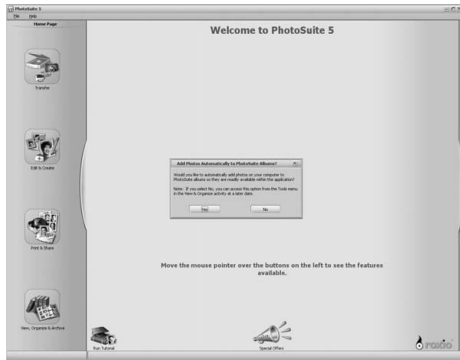 PhotoSuite 5
File Help
Home Page
Welcome to PhotoSuite 5
Transfer
Edit & Create
Add Photos Automatically to PhotoSuite Albums?
Would you like to automatically add photos on your computer to
PhotoSuite albums so they are readily available within the application?
Note: If you select No, you can access this option from the Tools menu
in the View & Organize activity at a later date.
Yes No
Print & Share
Move the mouse pointer over the buttons on the left to see the features
available.
View, Organize & Archive
Run Tutorial
Special Offers
roxio